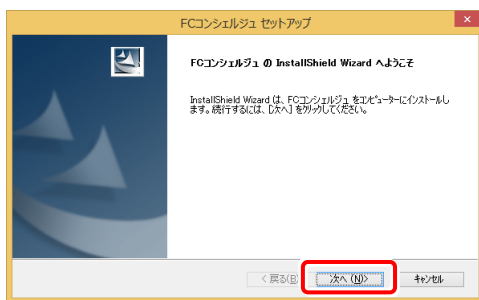 FCコンシェルジュ セットアップ
FCコンシェルジュ の InstallShield Wizard へようこそ
InstallShield Wizard は、FCコンシェルジュ をコンピューターにインストールし
ます。続行するには、[次へ] をクリックしてください。
< 戻る(B)
次へ (N)>
キャンセル